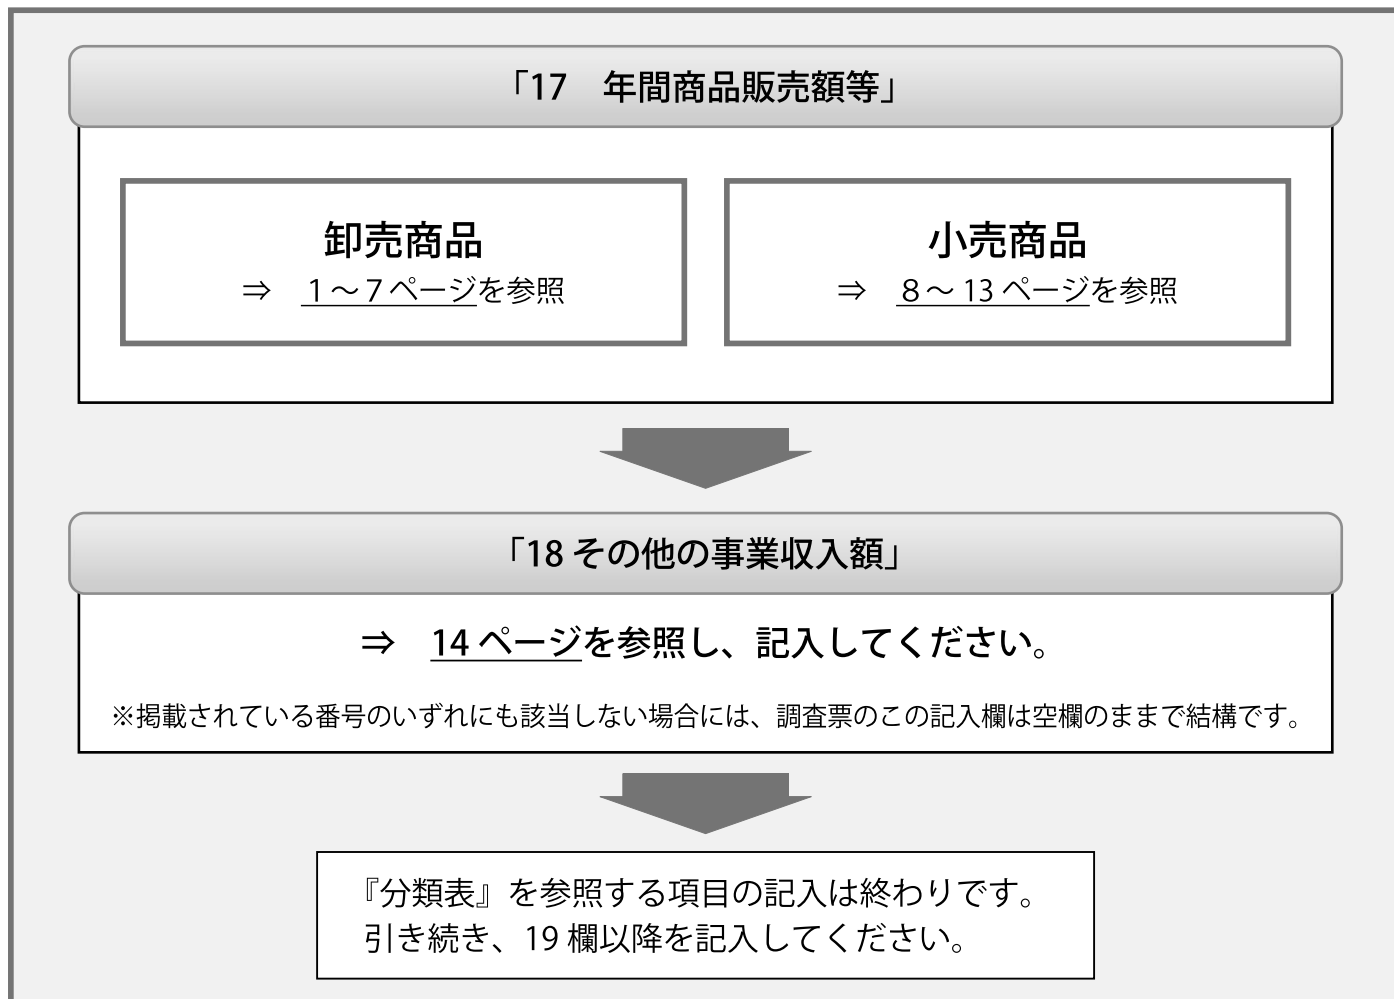 「17　年間商品販売額等」
卸売商品
⇒　１～７ページを参照
小売商品
⇒　８～13 ページを参照
「18 その他の事業収入額」
⇒　14 ページを参照し、記入してください。
※掲載されている番号のいずれにも該当しない場合には、調査票のこの記入欄は空欄のままで結構です。
『分類表』を参照する項目の記入は終わりです。
引き続き、19 欄以降を記入してください。